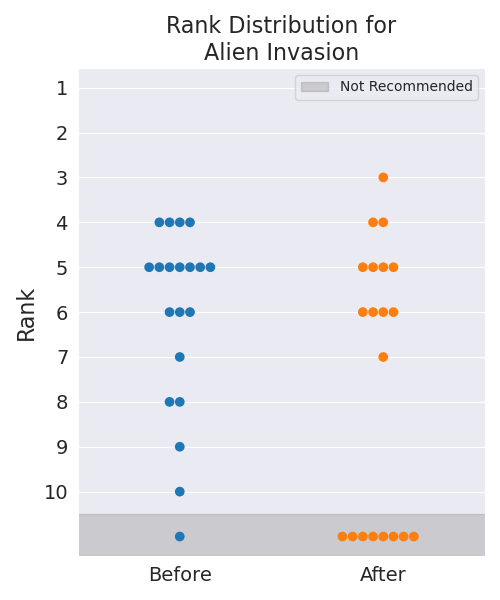 Rank Distribution for
Alien Invasion
Not Recommended
1
2
3
4
5
6
7
8
9
10
Rank
Before
After